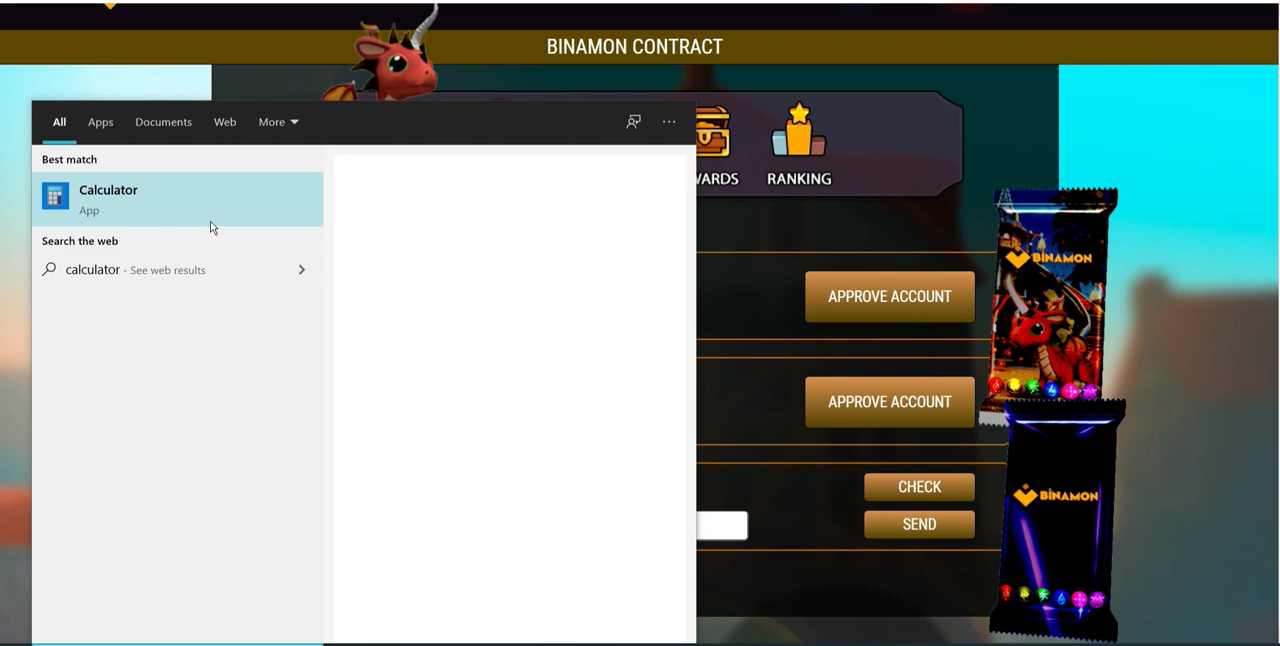 BINAMON CONTRACT
All Apps Documents Web More
Best match
Calculator
App
Search the web
calculator - See web results
RANKING
APPROVE ACCOUNT
APPROVE ACCOUNT
CHECK
SEND
BINAMON
BINAMON